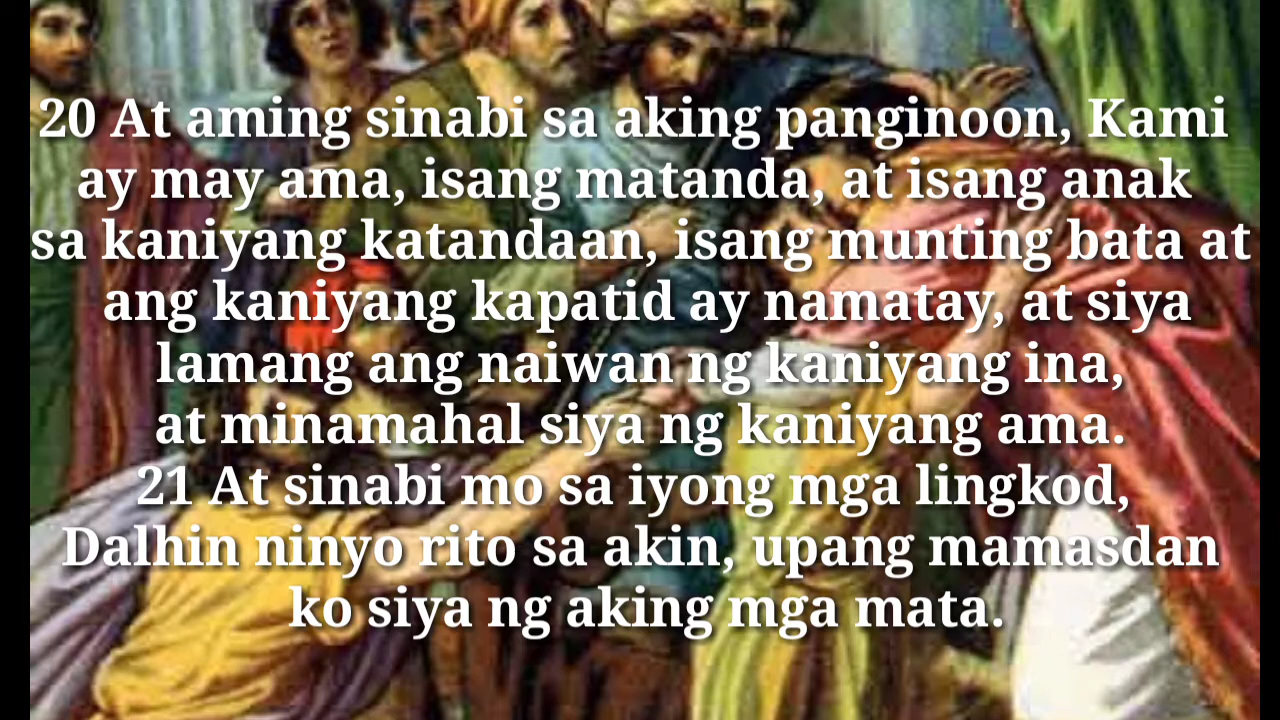 20 At aming sinabi sa aking panginoon, Kami
ay may ama, isang matanda, at isang anak
sa kaniyang katandaan, isang munting bata at
ang kaniyang kapatid ay namatay, at siya
lamang ang naiwan ng kaniyang ina,
at minamahal siya ng kaniyang ama.
21 At sinabi mo sa iyong mga lingkod,
Dalhin ninyo rito sa akin, upang mamasdan
ko siya ng aking mga mata.